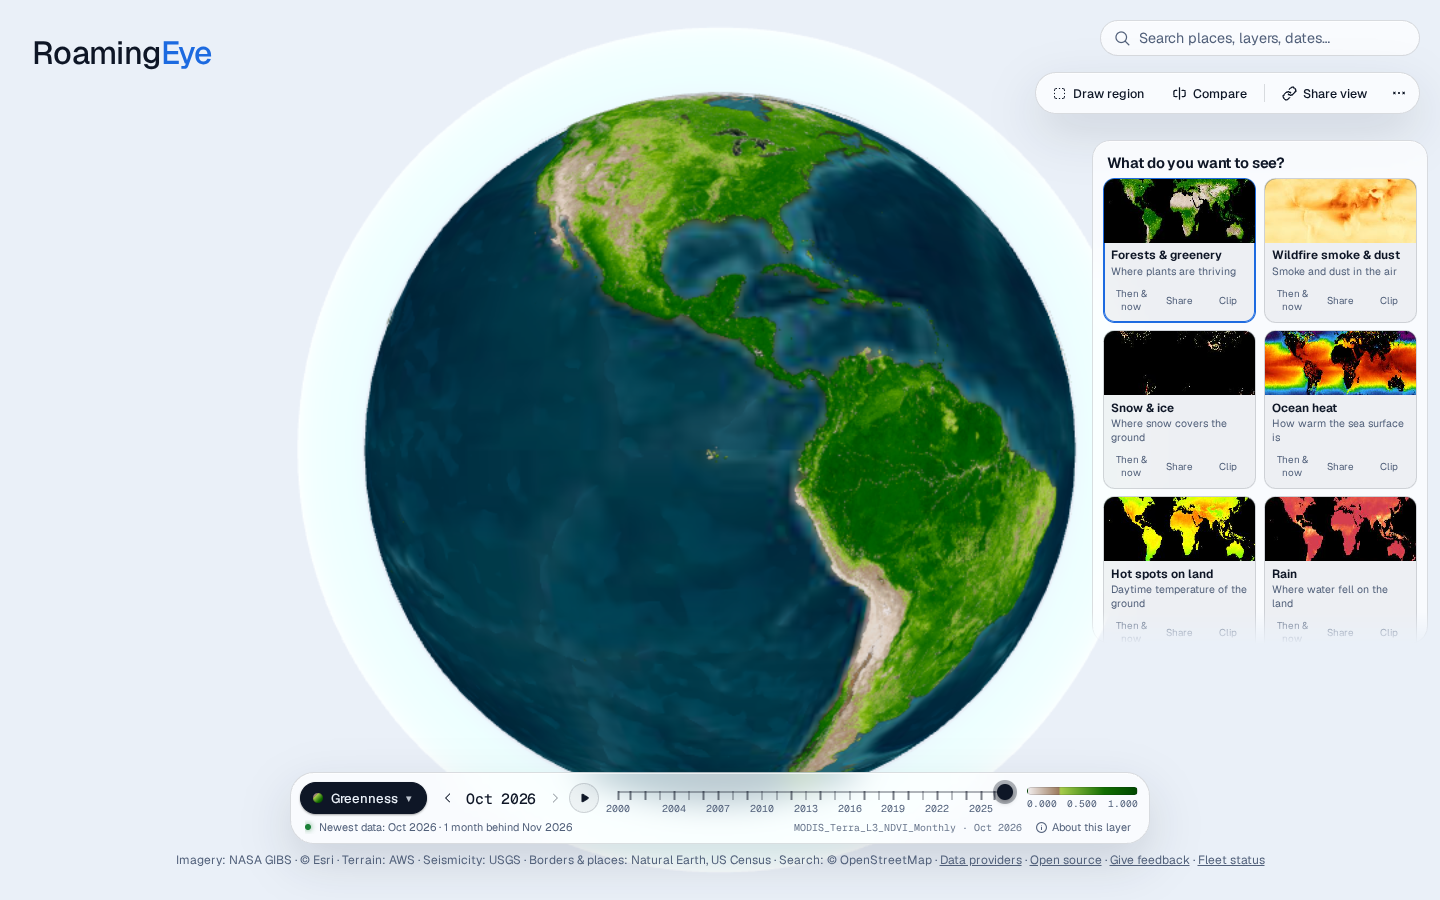 RoamingEye
Search places, layers, dates...
Draw region
Compare
Share view
What do you want to see?
Forests & greenery
Where plants are thriving
Then & now
Share
Clip
Wildfire smoke & dust
Smoke and dust in the air
Then & now
Share
Clip
Snow & ice
Where snow covers the ground
Then & now
Share
Clip
Ocean heat
How warm the sea surface is
Then & now
Share
Clip
Hot spots on land
Daytime temperature of the ground
Then & now
Share
Clip
Rain
Where water fell on the land
Then & now
Share
Clip
Greenness
Oct 2026
2000 2004 2007 2010 2013 2016 2019 2022 2025
0.000 0.500 1.000
Newest data: Oct 2026 · 1 month behind Nov 2026
MODIS_Terra_L3_NDVI_Monthly · Oct 2026
About this layer
Imagery: NASA GIBS · © Esri · Terrain: AWS · Seismicity: USGS · Borders & places: Natural Earth, US Census · Search: © OpenStreetMap · Data providers · Open source · Give feedback · Fleet status